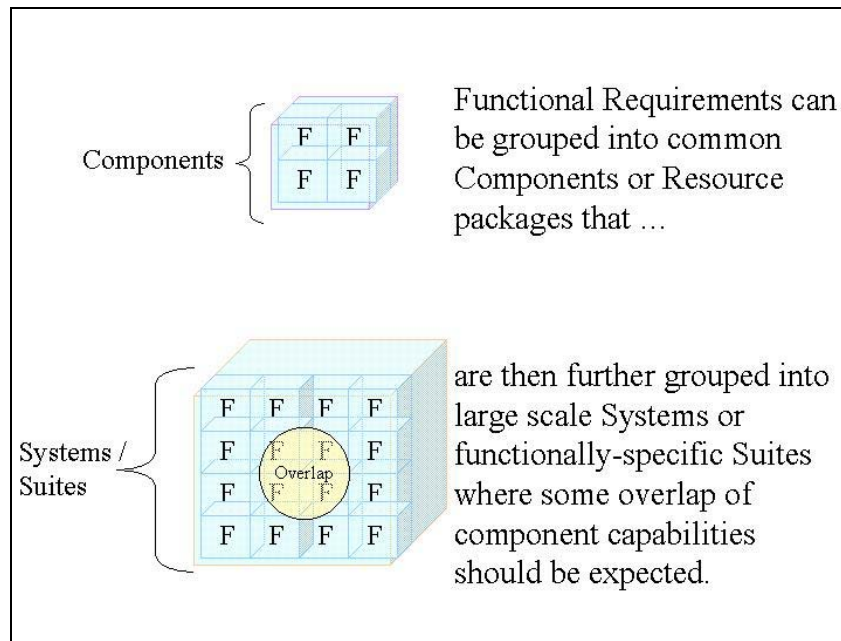 Components
F F
F F
Functional Requirements can
be grouped into common
Components or Resource
packages that ...
Systems /
Suites
F F F F
F F F F
Overlap
F F F F
F F F F
are then further grouped into
large scale Systems or
functionally-specific Suites
where some overlap of
component capabilities
should be expected.